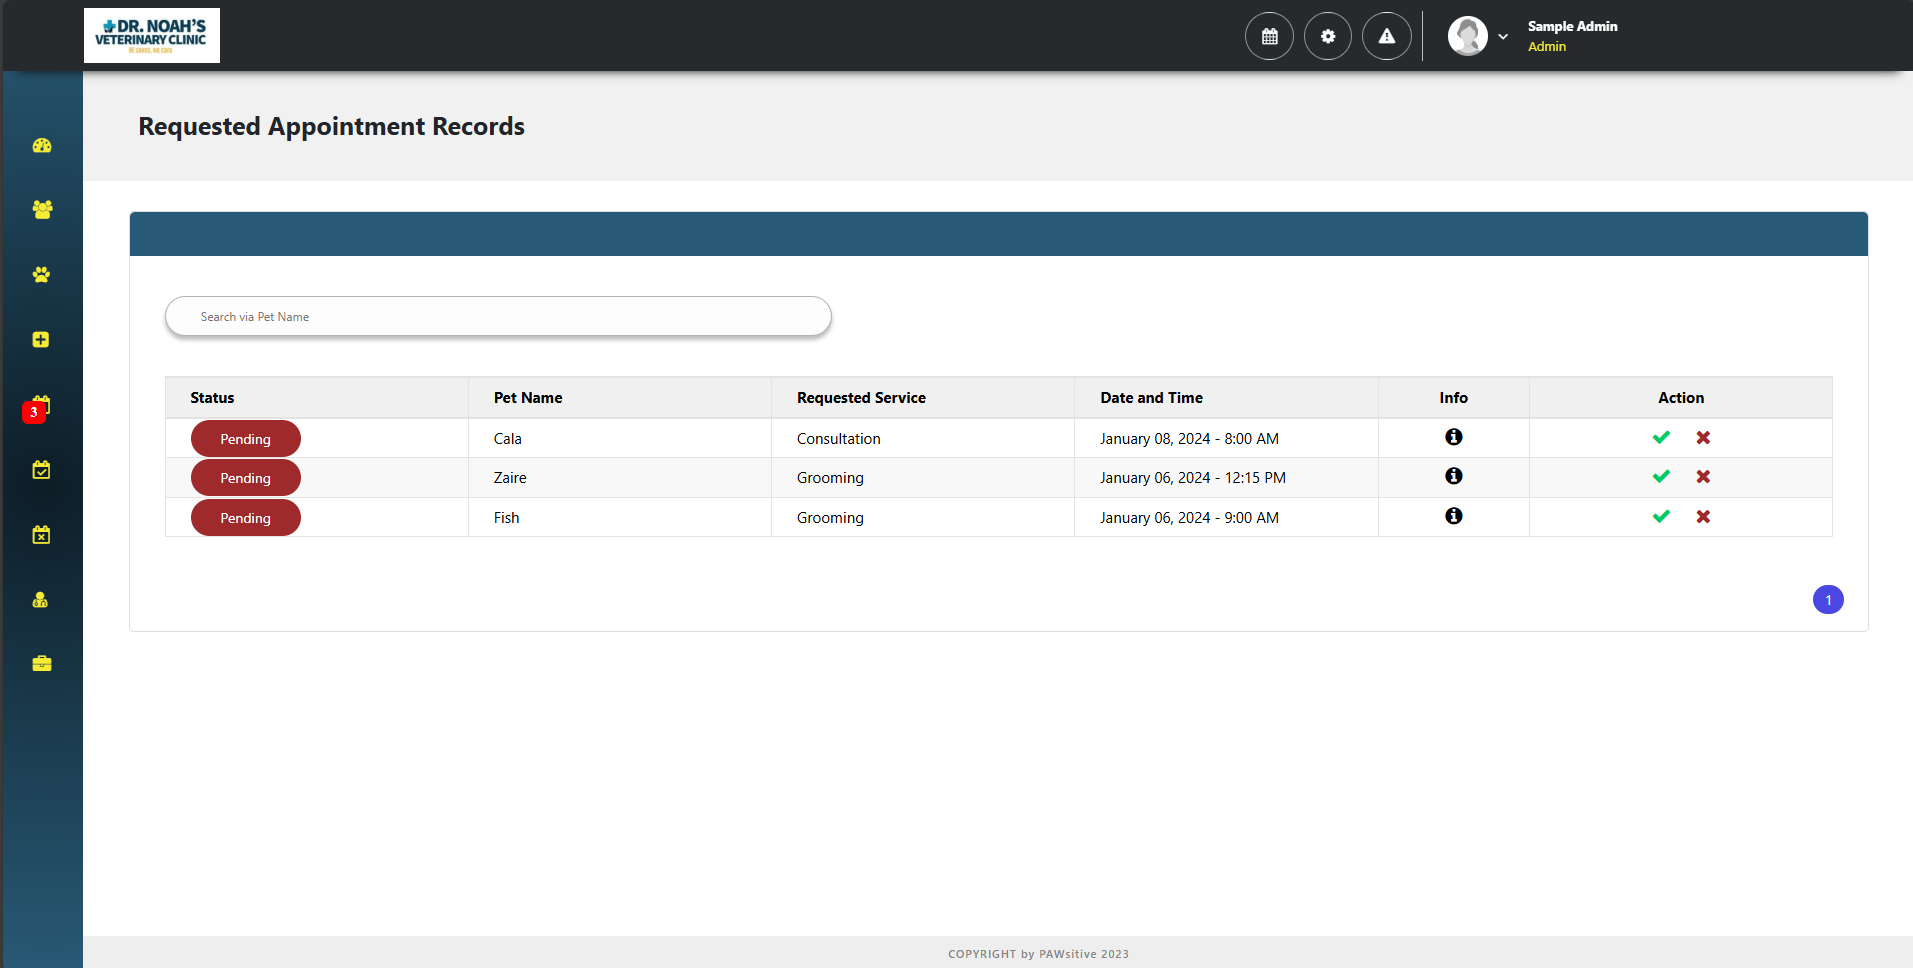 DR. NOAH'S
VETERINARY CLINIC
Sample Admin
Admin
Requested Appointment Records
Search via Pet Name
Status Pet Name Requested Service Date and Time Info Action
Pending Cala Consultation January 08, 2024 - 8:00 AM
Pending Zaire Grooming January 06, 2024 - 12:15 PM
3
Pending Fish Grooming January 06, 2024 - 9:00 AM
1
COPYRIGHT by PAWsitive 2023